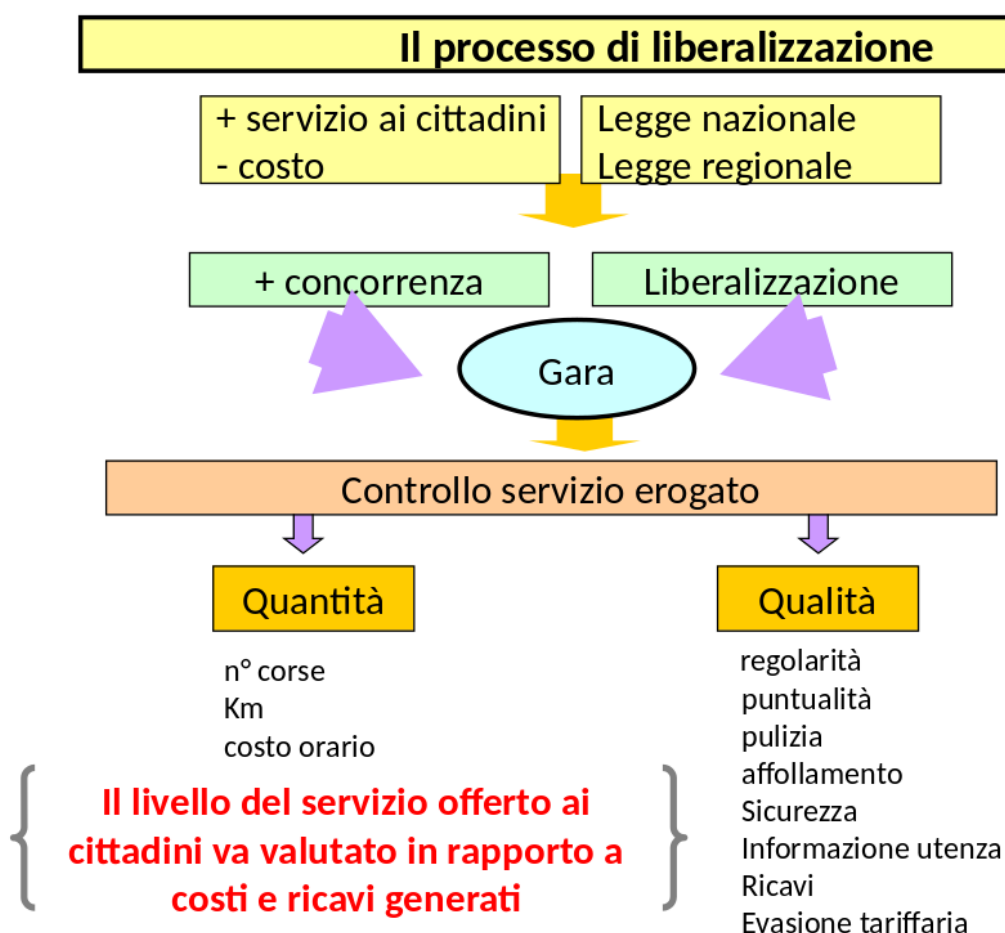 Il processo di liberalizzazione
+ servizio ai cittadini
- costo
Legge nazionale
Legge regionale
+ concorrenza
Liberalizzazione
Gara
Controllo servizio erogato
Quantità
Qualità
n° corse
Km
costo orario
regolarità
puntualità
pulizia
affollamento
Sicurezza
Informazione utenza
Ricavi
Evasione tariffaria
Il livello del servizio offerto ai
cittadini va valutato in rapporto a
costi e ricavi generati